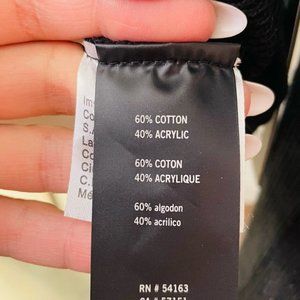 60% COTTON
40% ACRYLIC
60% COTON
40% ACRYLIQUE
60% algodon
40% acrilico
RN # 54163